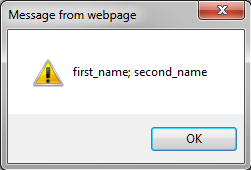 Message from webpage
first_name; second_name
OK